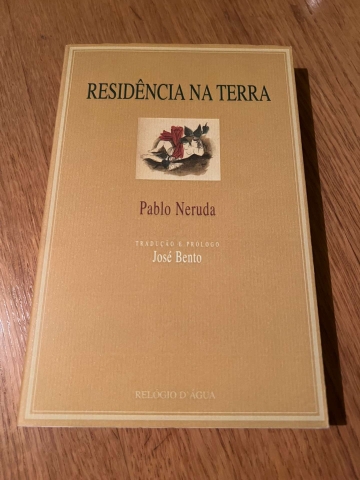 RESIDÊNCIA NA TERRA
Pablo Neruda
TRADUÇÃO E PRÓLOGO
José Bento
RELÓGIO D'ÁGUA